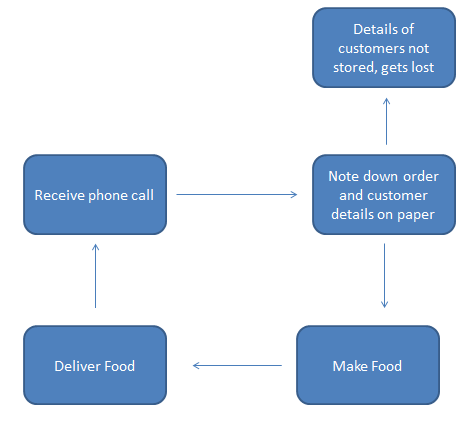 Details of
customers not
stored, gets lost
Receive phone call
Note down order
and customer
details on paper
Deliver Food
Make Food